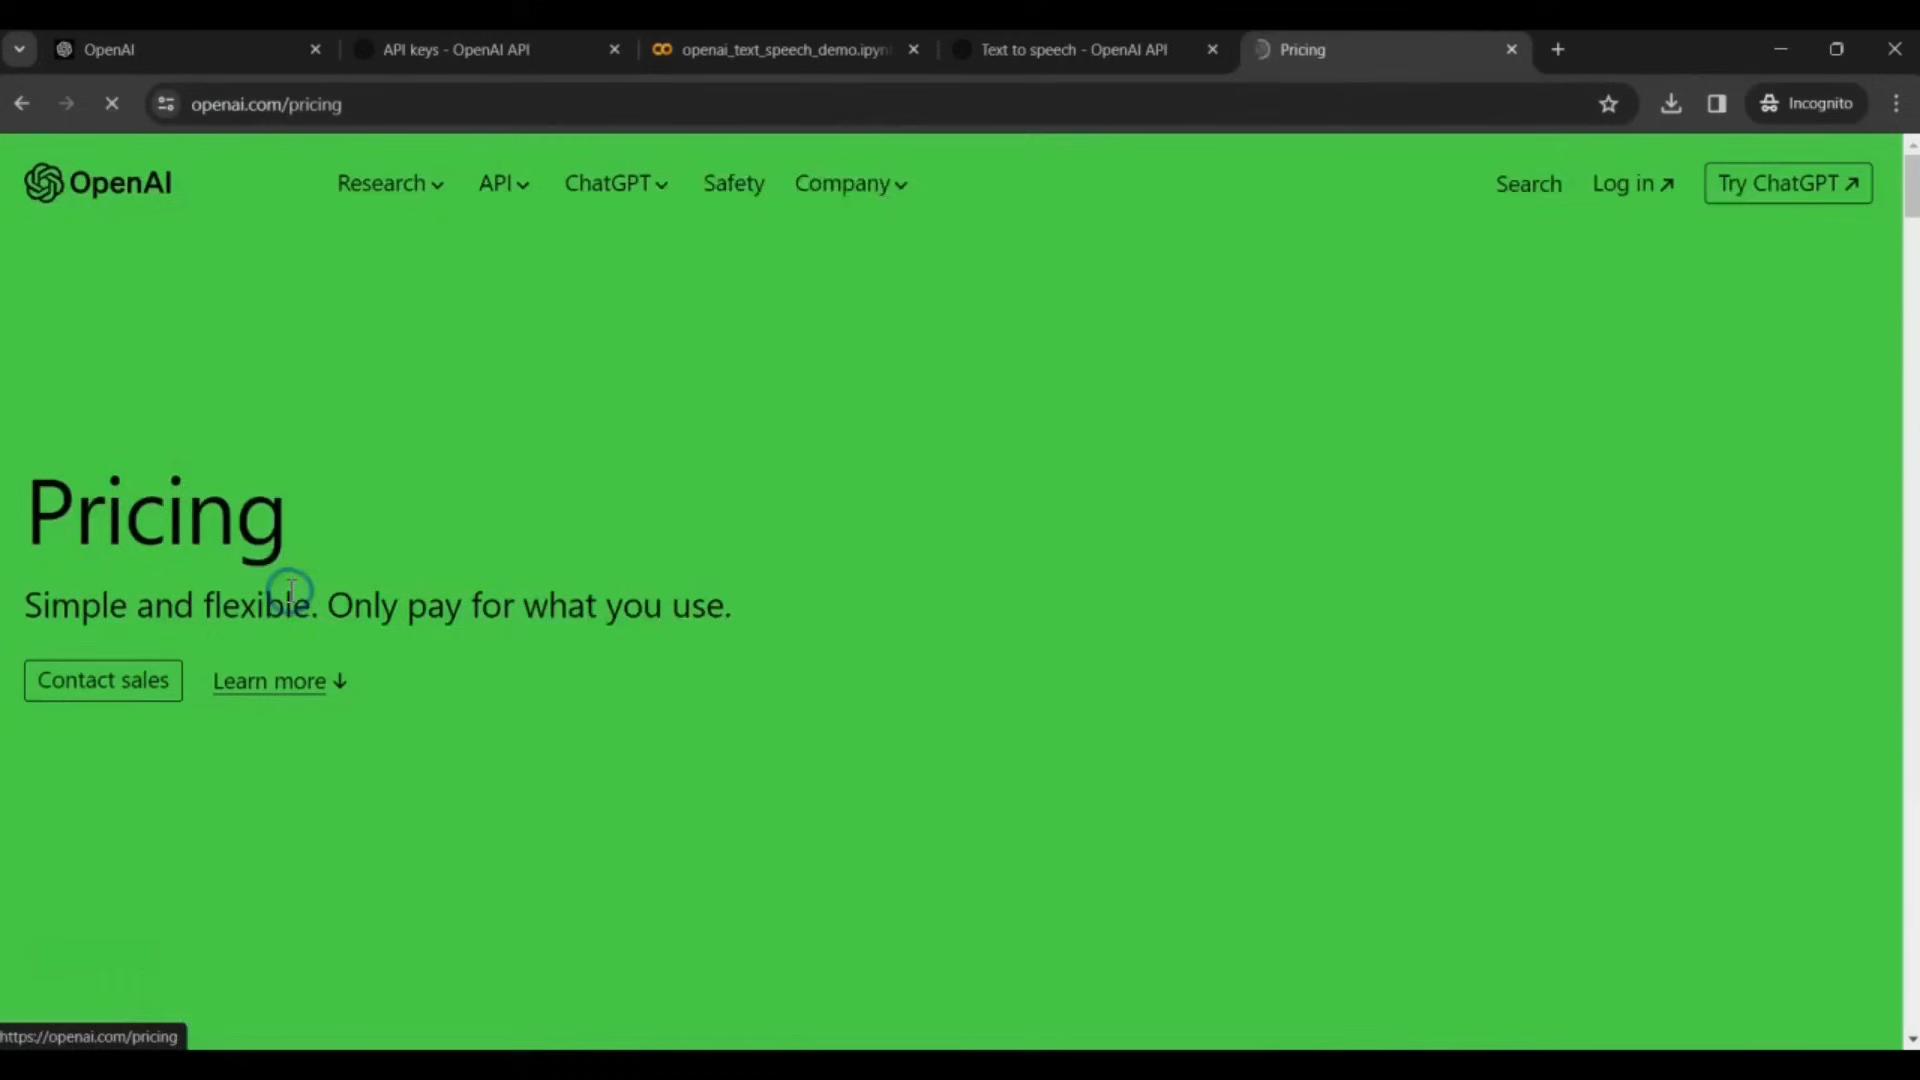 OpenAI
API keys - OpenAI API
openai_text_speech_demo.ipyn
Text to speech - OpenAI API
Pricing
openai.com/pricing
Incognito
OpenAI
Research
API
ChatGPT
Safety
Company
Search
Log in
Try ChatGPT
Pricing
Simple and flexible. Only pay for what you use.
Contact sales
Learn more
https://openai.com/pricing